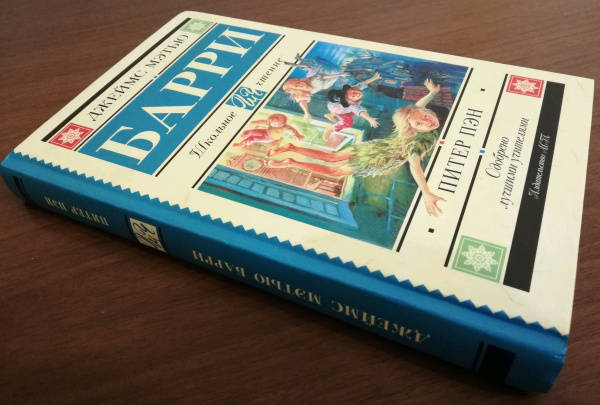 ДЖЕЙМС МЭТЬЮ
БАРРИ
Школьное чтение
ПИТЕР ПЭН
Одобрено
лучшими учителями
Издательство АСТ
ДЖЕЙМС МЭТЬЮ БАРРИ
ПИТЕР ПЭН